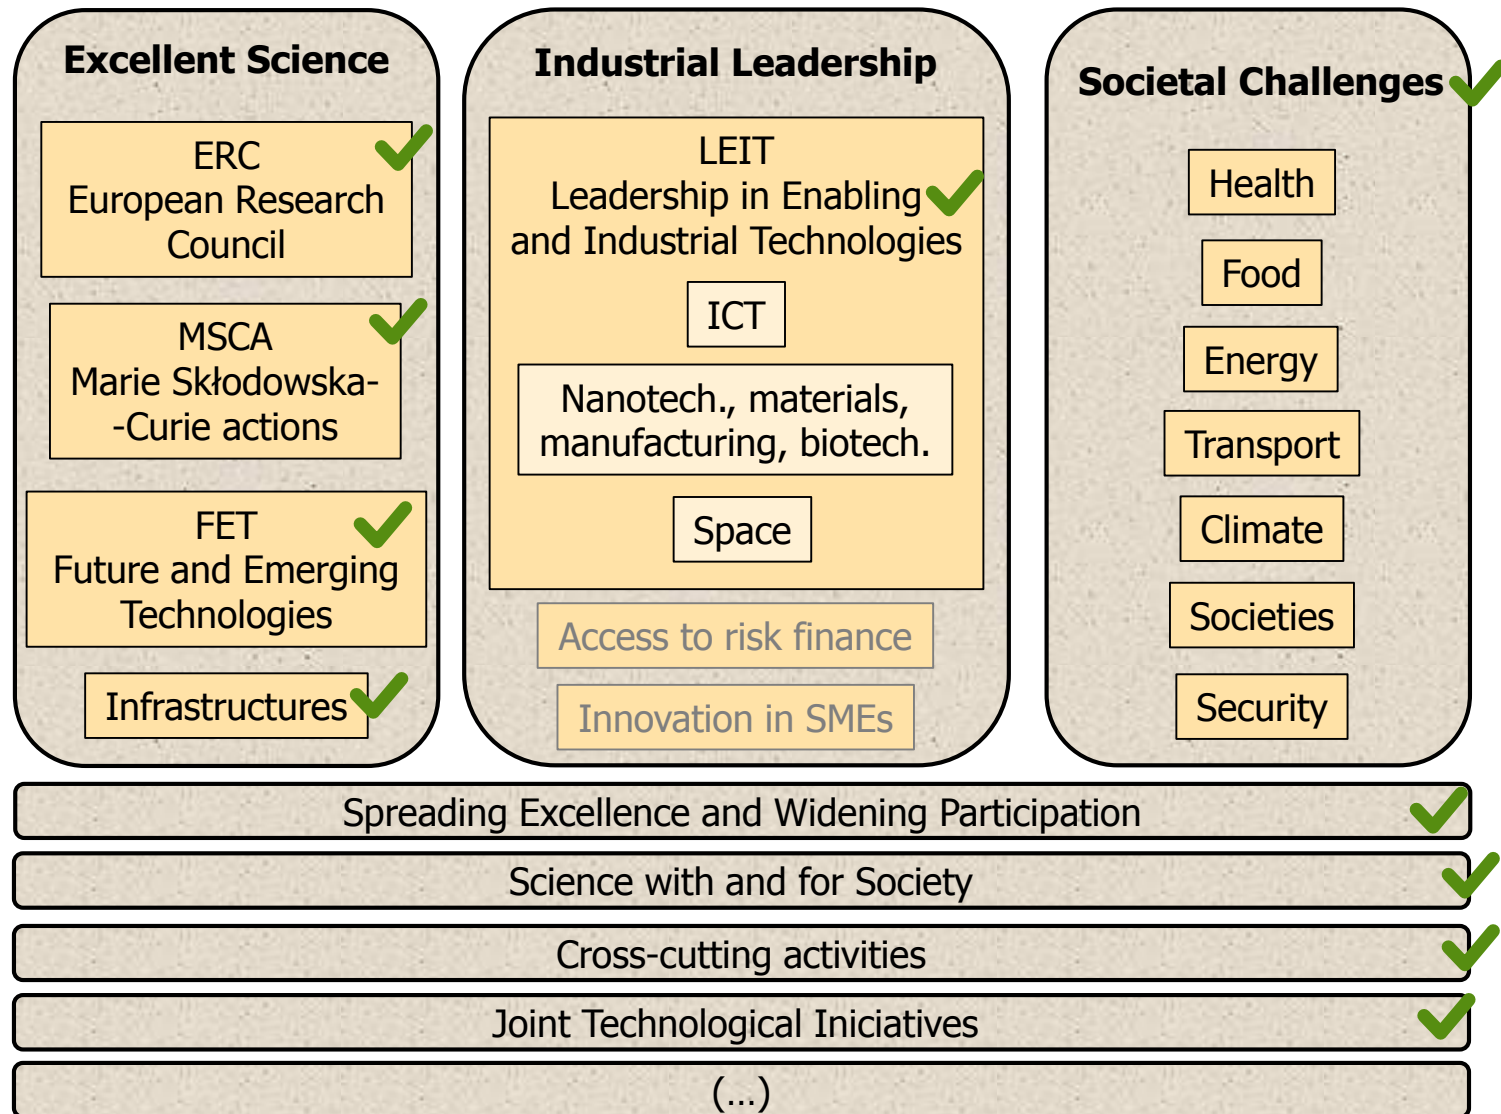 Excellent Science
ERC
European Research
Council
MSCA
Marie Skłodowska-
-Curie actions
FET
Future and Emerging
Technologies
Infrastructures
Industrial Leadership
LEIT
Leadership in Enabling
and Industrial Technologies
ICT
Nanotech., materials,
manufacturing, biotech.
Space
Access to risk finance
Innovation in SMEs
Societal Challenges
Health
Food
Energy
Transport
Climate
Societies
Security
Spreading Excellence and Widening Participation
Science with and for Society
Cross-cutting activities
Joint Technological Iniciatives
(...)